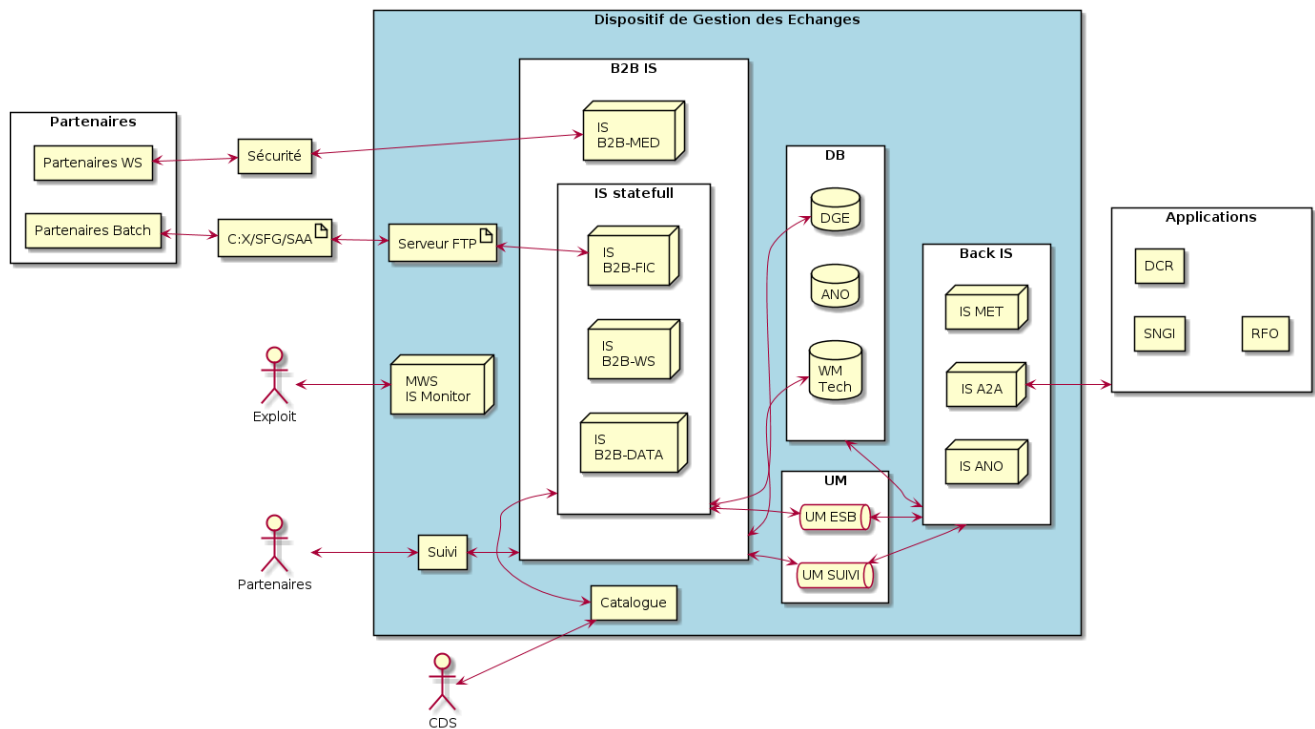 Dispositif de Gestion des Echanges
B2B IS
IS
B2B-MED
Partenaires
Partenaires WS
Sécurité
Partenaires Batch
C:X/SFG/SAA
Serveur FTP
IS statefull
IS
B2B-FIC
IS
B2B-WS
IS
B2B-DATA
DB
DGE
ANO
WM
Tech
Back IS
IS MET
IS A2A
IS ANO
Applications
DCR
SNGI
RFO
Exploit
MWS
IS Monitor
UM
UM ESB
UM SUIVI
Partenaires
Suivi
Catalogue
CDS